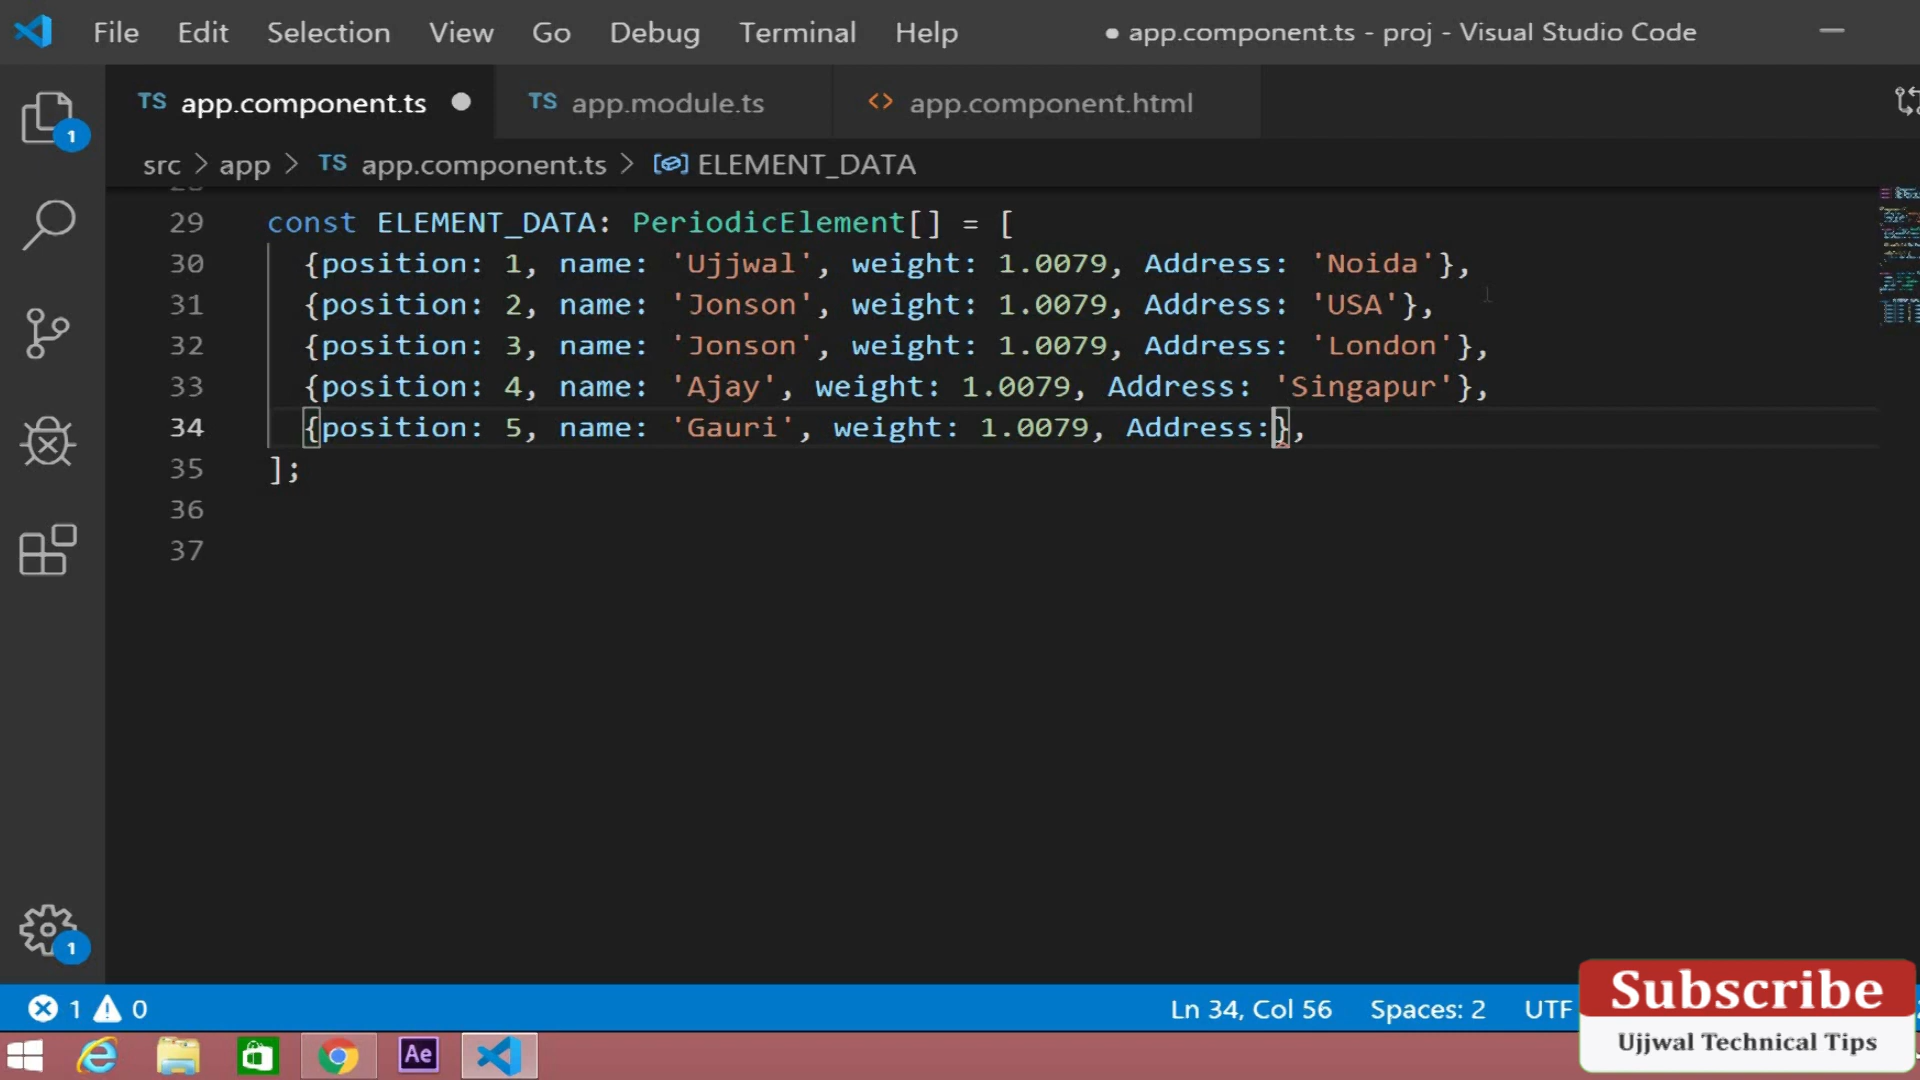 File Edit Selection View Go Debug Terminal Help ● app.component.ts - proj - Visual Studio Code
TS app.component.ts ● TS app.module.ts <> app.component.html
src > app > TS app.component.ts > ELEMENT_DATA
29 const ELEMENT_DATA: PeriodicElement[] = [
30 {position: 1, name: 'Ujjwal', weight: 1.0079, Address: 'Noida'},
31 {position: 2, name: 'Jonson', weight: 1.0079, Address: 'USA'},
32 {position: 3, name: 'Jonson', weight: 1.0079, Address: 'London'},
33 {position: 4, name: 'Ajay', weight: 1.0079, Address: 'Singapur'},
34 {position: 5, name: 'Gauri', weight: 1.0079, Address:},
35 ];
36
37
1
1
1 0 Ln 34, Col 56 Spaces: 2 UTF
Subscribe
Ujjwal Technical Tips
Ae